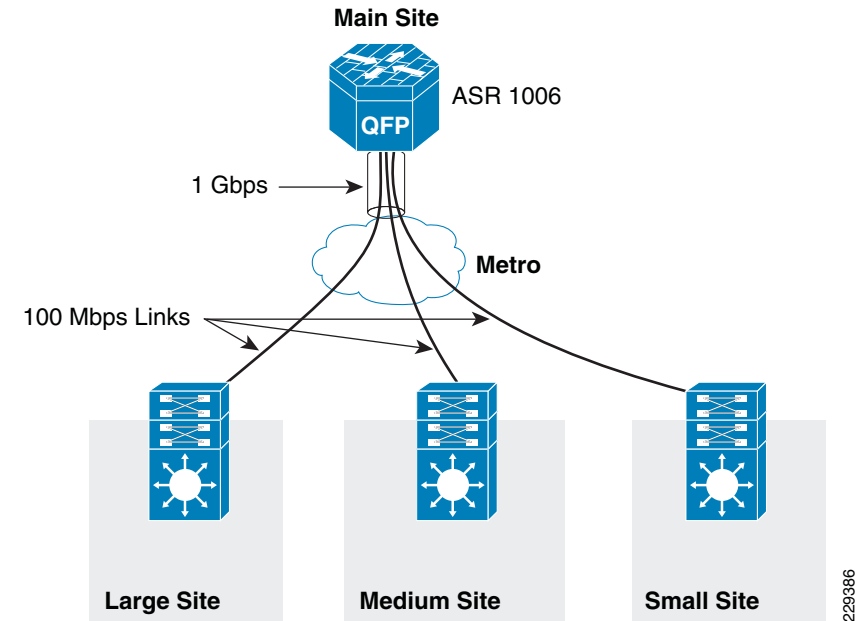 Main Site
ASR 1006
QFP
1 Gbps
Metro
100 Mbps Links
Large Site
Medium Site
Small Site
229386